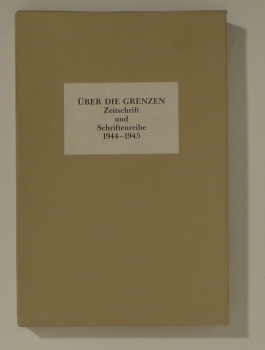 ÜBER DIE GRENZEN
Zeitschrift
und
Schriftenreihe
1944–1945